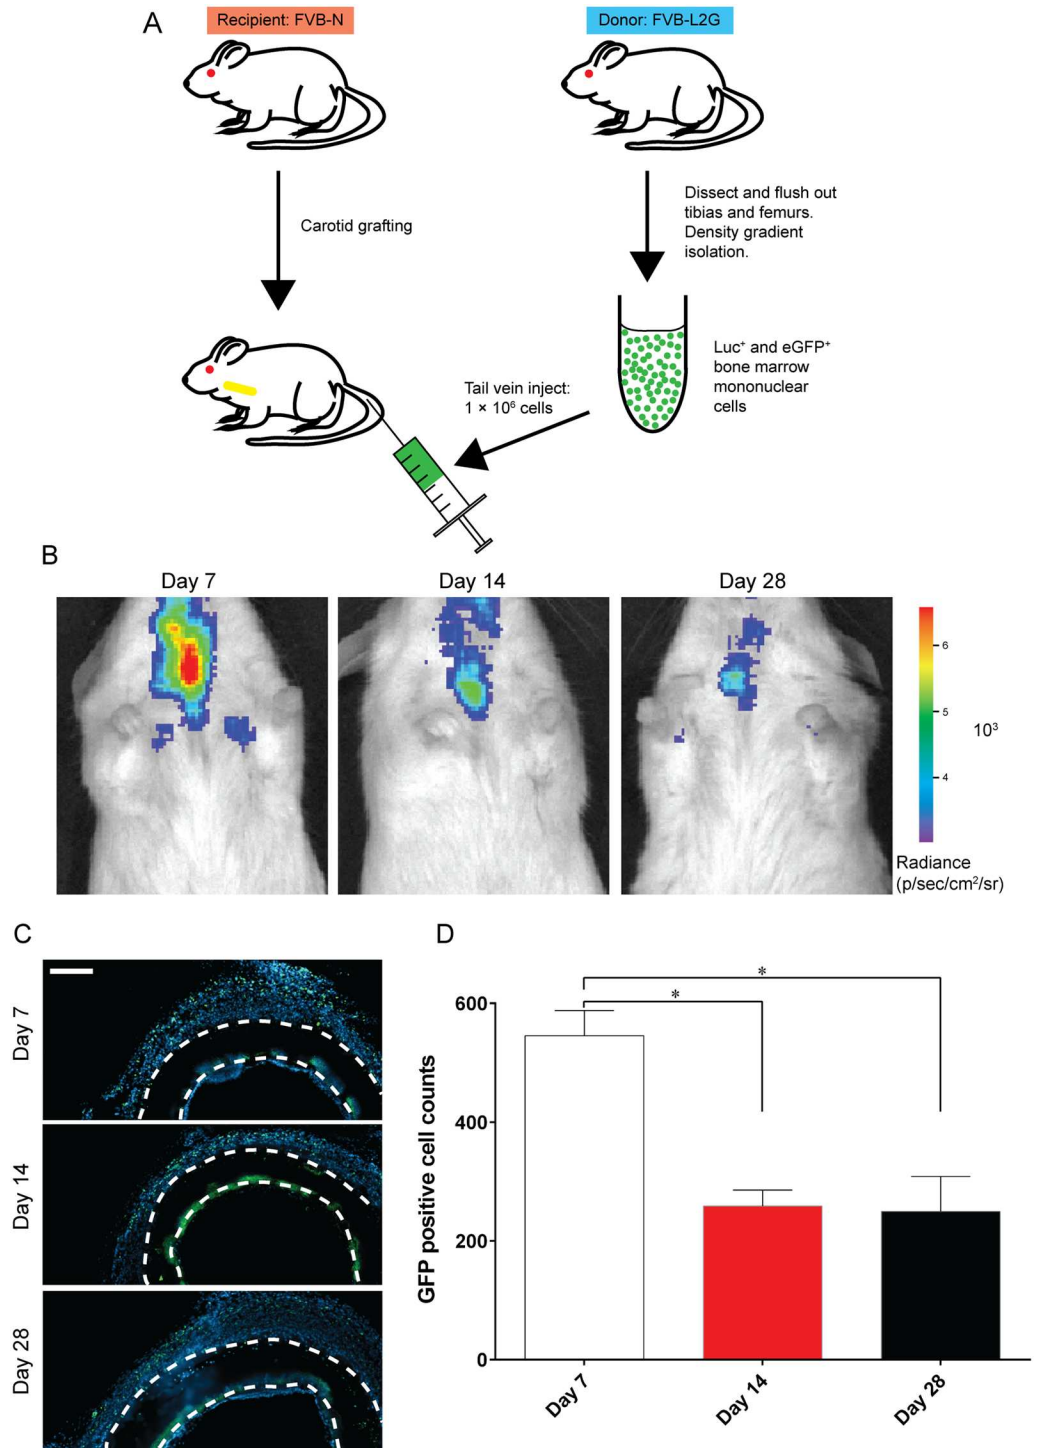 A
Recipient: FVB-N
Donor: FVB-L2G
Carotid grafting
Dissect and flush out
tibias and femurs.
Density gradient
isolation.
Luc⁺ and eGFP⁺
bone marrow
mononuclear
cells
Tail vein inject:
1 × 10⁶ cells
B
Day 7
Day 14
Day 28
6
5
4
10³
Radiance
(p/sec/cm²/sr)
C
Day 7
Day 14
Day 28
D
*
*
GFP positive cell counts
600
400
200
0
Day 7
Day 14
Day 28